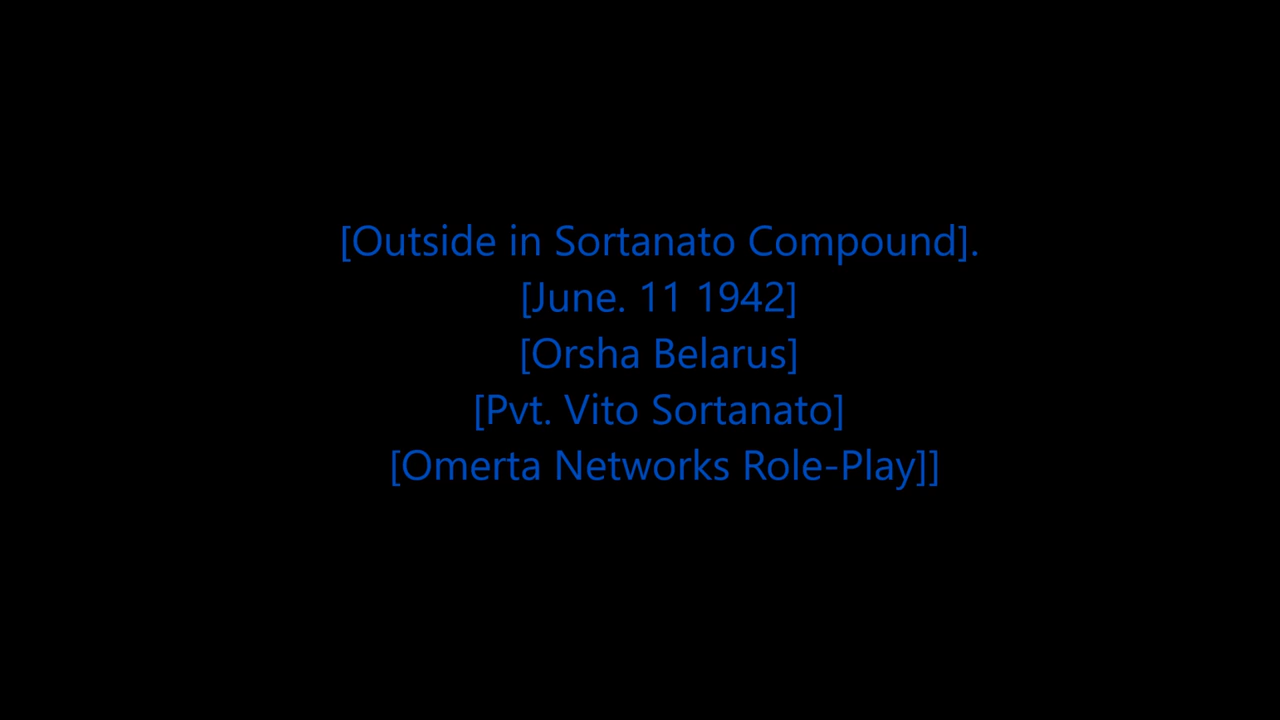 [Outside in Sortanato Compound].
[June. 11 1942]
[Orsha Belarus]
[Pvt. Vito Sortanato]
[Omerta Networks Role-Play]]